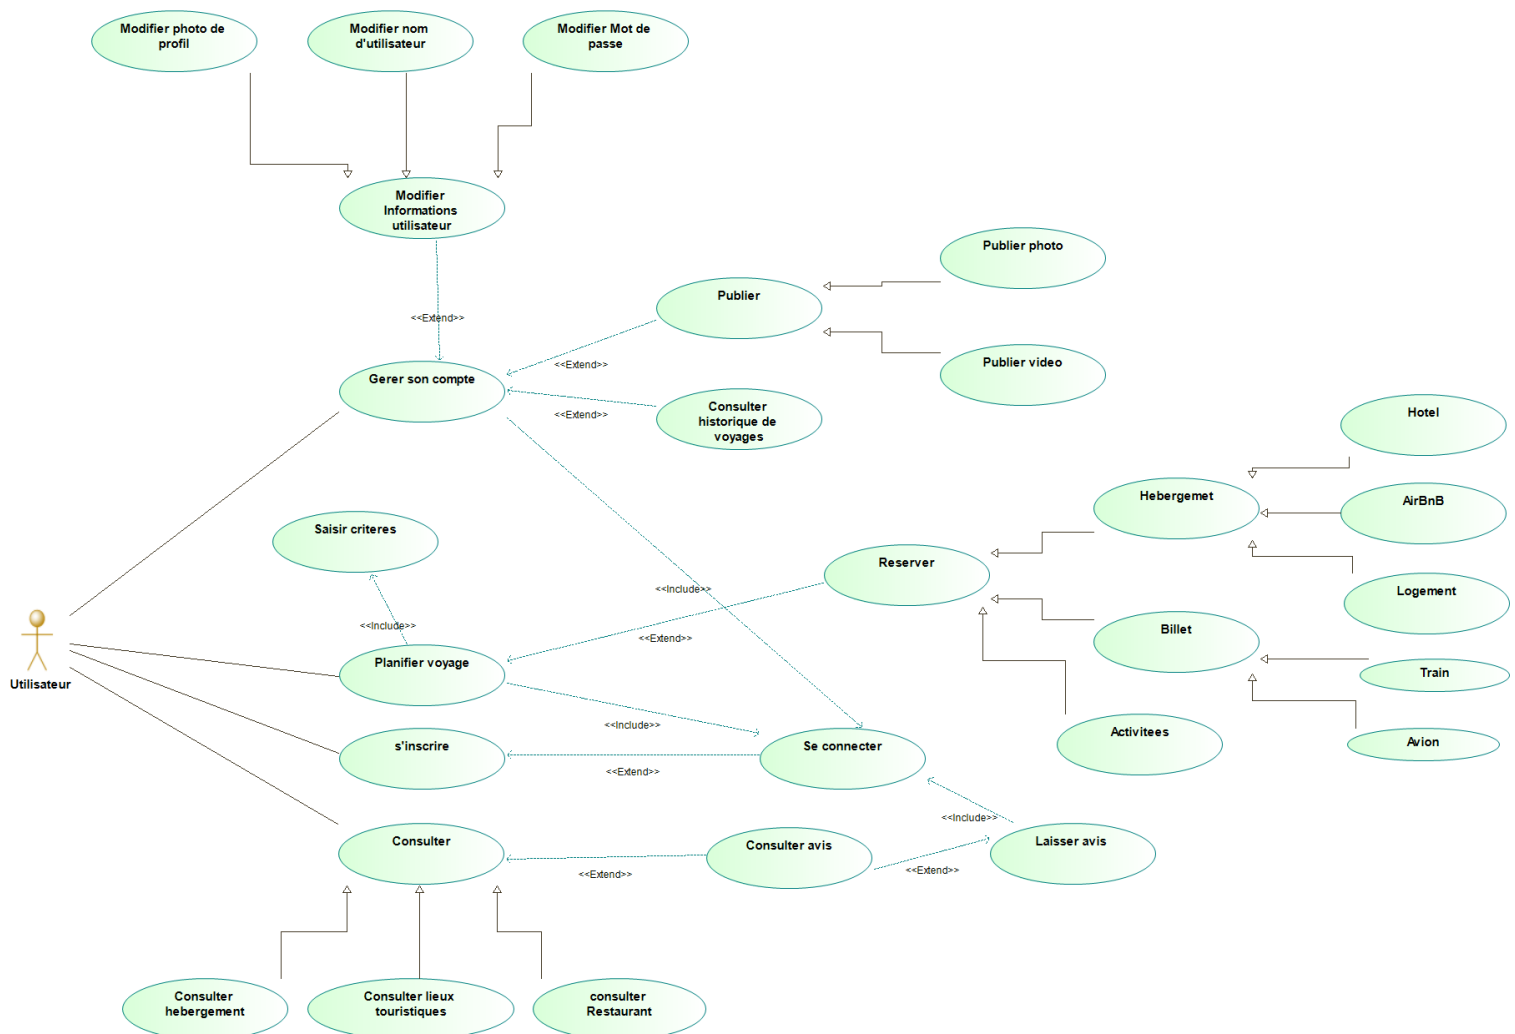 Modifier photo de
profil
Modifier nom
d'utilisateur
Modifier Mot de
passe
Modifier
Informations
utilisateur
<<Extend>>
Publier photo
Publier
Publier video
<<Extend>>
Gerer son compte
<<Extend>>
Consulter
historique de
voyages
Hotel
Hebergemet
AirBnB
Saisir criteres
Reserver
<<Include>>
Logement
<<Include>>
<<Extend>>
Billet
Planifier voyage
Train
Utilisateur
<<Include>>
Activitees
Avion
s'inscrire
Se connecter
<<Extend>>
<<Include>>
Consulter
Consulter avis
Laisser avis
<<Extend>>
<<Extend>>
Consulter
hebergement
Consulter lieux
touristiques
consulter
Restaurant